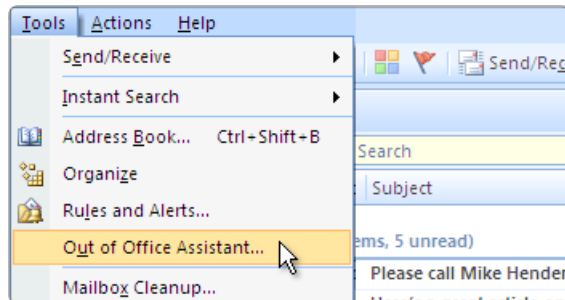 Tools Actions Help
Send/Receive
Send/Rec
Instant Search
Address Book... Ctrl+Shift+B
Search
Organize
Subject
Rules and Alerts...
Out of Office Assistant...
ems, 5 unread)
Please call Mike Hender
Mailbox Cleanup...